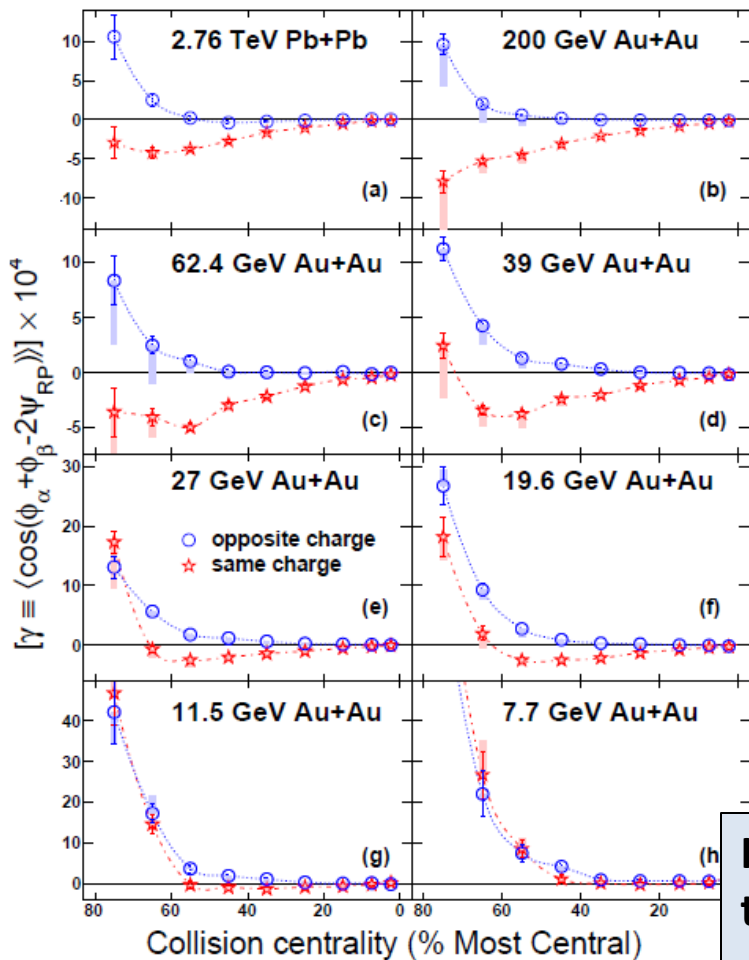 2.76 TeV Pb+Pb
200 GeV Au+Au
10
5
0
-5
-10
(a)
(b)
62.4 GeV Au+Au
39 GeV Au+Au
10
5
0
-5
(c)
(d)
[γ ≡ ⟨cos(φα+φβ-2ψRP)⟩] × 10⁴
27 GeV Au+Au
19.6 GeV Au+Au
30
20
10
0
opposite charge
same charge
(e)
(f)
11.5 GeV Au+Au
7.7 GeV Au+Au
40
30
20
10
0
(g)
(h
80 60 40 20 0 80 60 40 20
Collision centrality (% Most Central)